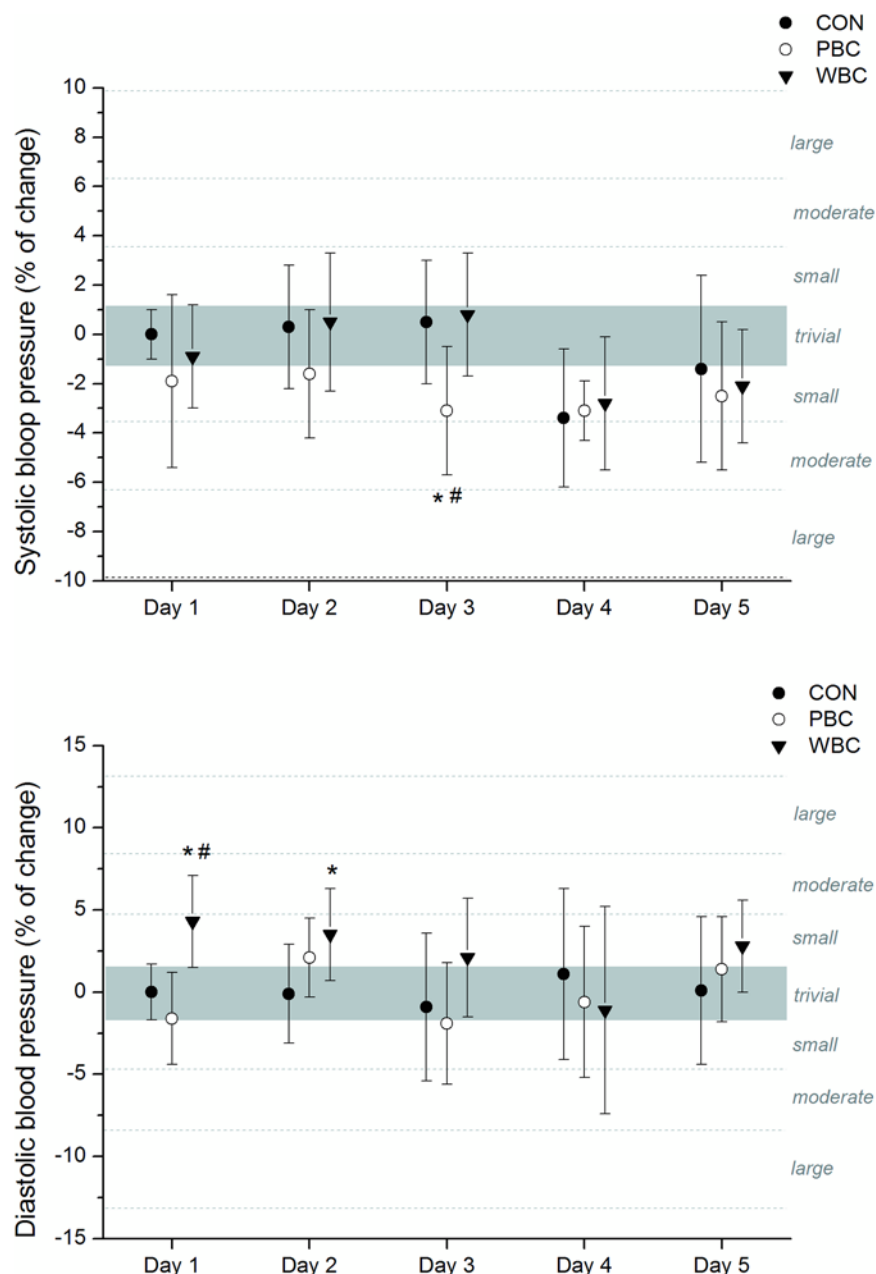 CON
PBC
WBC
Systolic bloop pressure (% of change)
10
8
6
4
2
0
-2
-4
-6
-8
-10
large
moderate
small
trivial
small
moderate
large
* #
Day 1 Day 2 Day 3 Day 4 Day 5
CON
PBC
WBC
Diastolic blood pressure (% of change)
15
10
5
0
-5
-10
-15
large
moderate
small
trivial
small
moderate
large
* #
*
Day 1 Day 2 Day 3 Day 4 Day 5